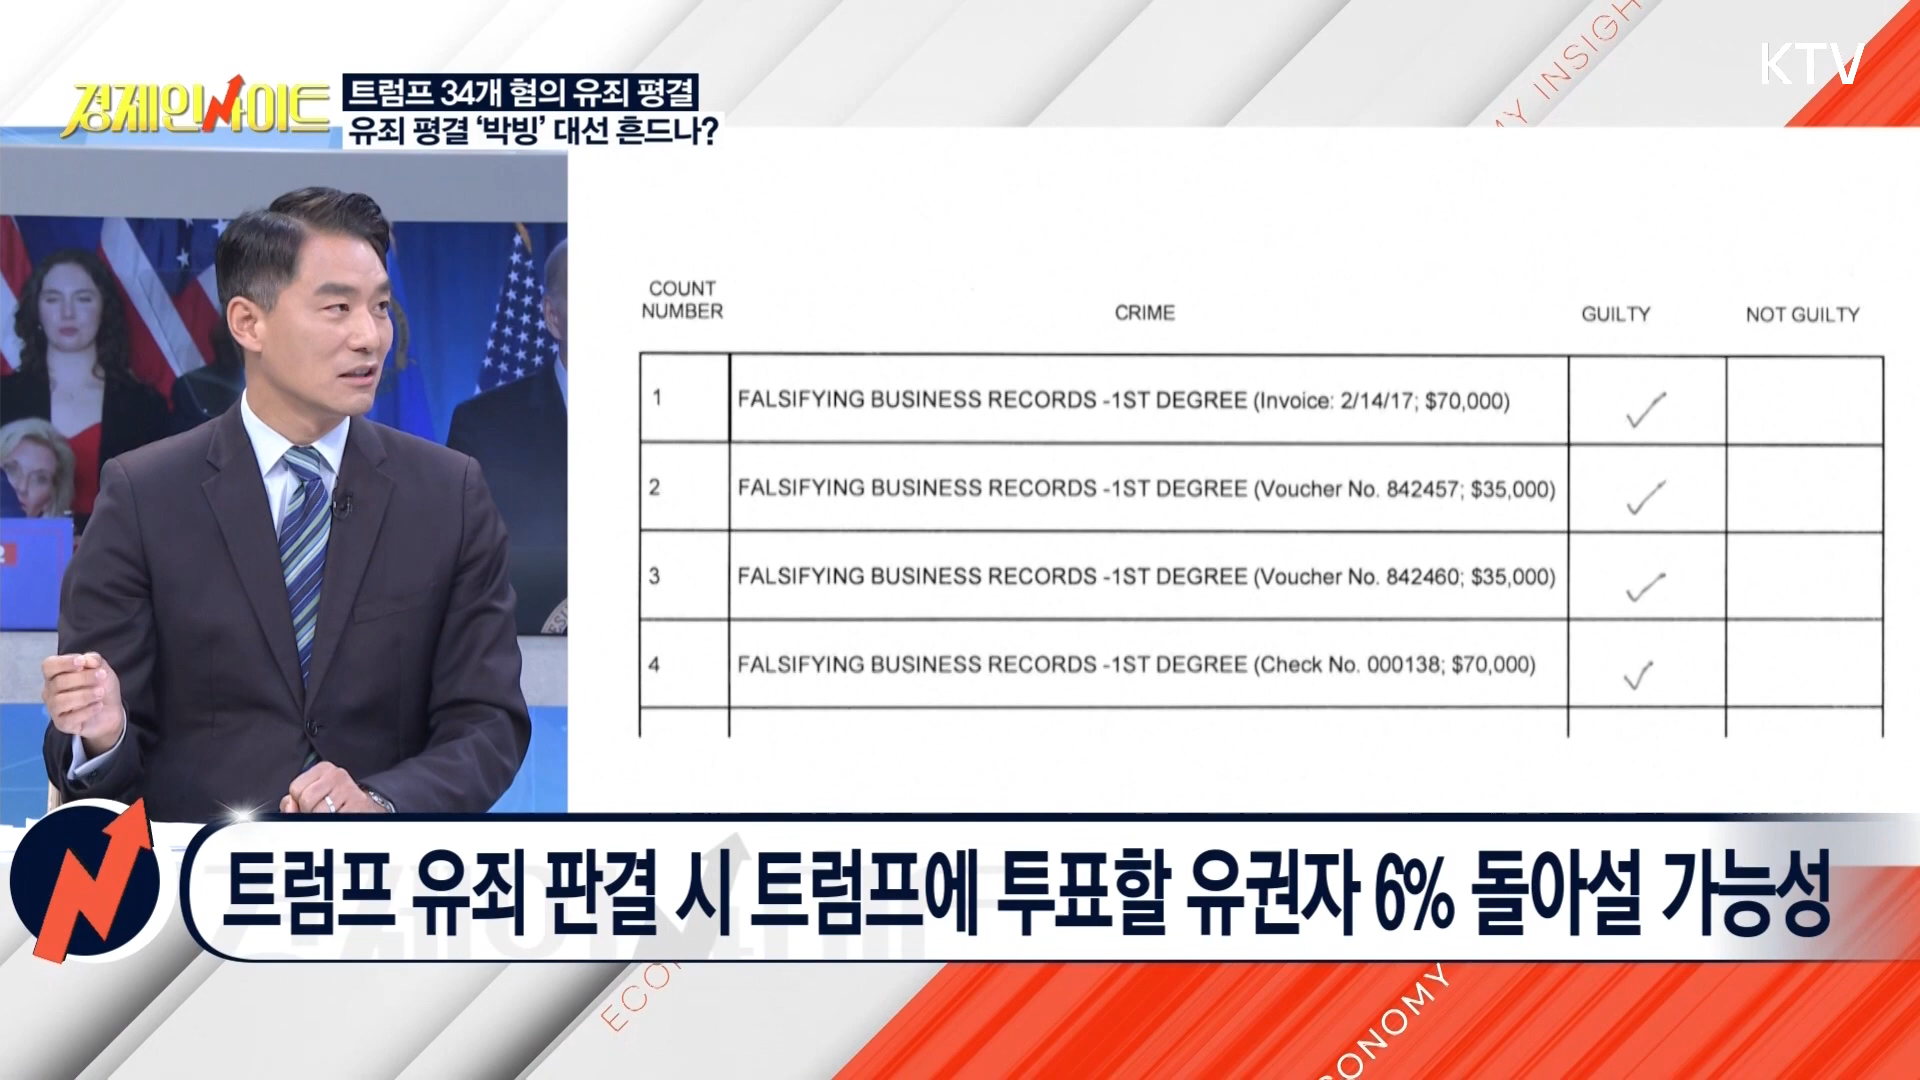 경제인사이트
트럼프 34개 혐의 유죄 평결
유죄 평결 ‘박빙’ 대선 흔드나?
KTV
COUNT NUMBER
CRIME
GUILTY
NOT GUILTY
1
FALSIFYING BUSINESS RECORDS -1ST DEGREE (Invoice: 2/14/17; $70,000)
2
FALSIFYING BUSINESS RECORDS -1ST DEGREE (Voucher No. 842457; $35,000)
3
FALSIFYING BUSINESS RECORDS -1ST DEGREE (Voucher No. 842460; $35,000)
4
FALSIFYING BUSINESS RECORDS -1ST DEGREE (Check No. 000138; $70,000)
트럼프 유죄 판결 시 트럼프에 투표할 유권자 6% 돌아설 가능성
INSIGH
ECO
ONOMY